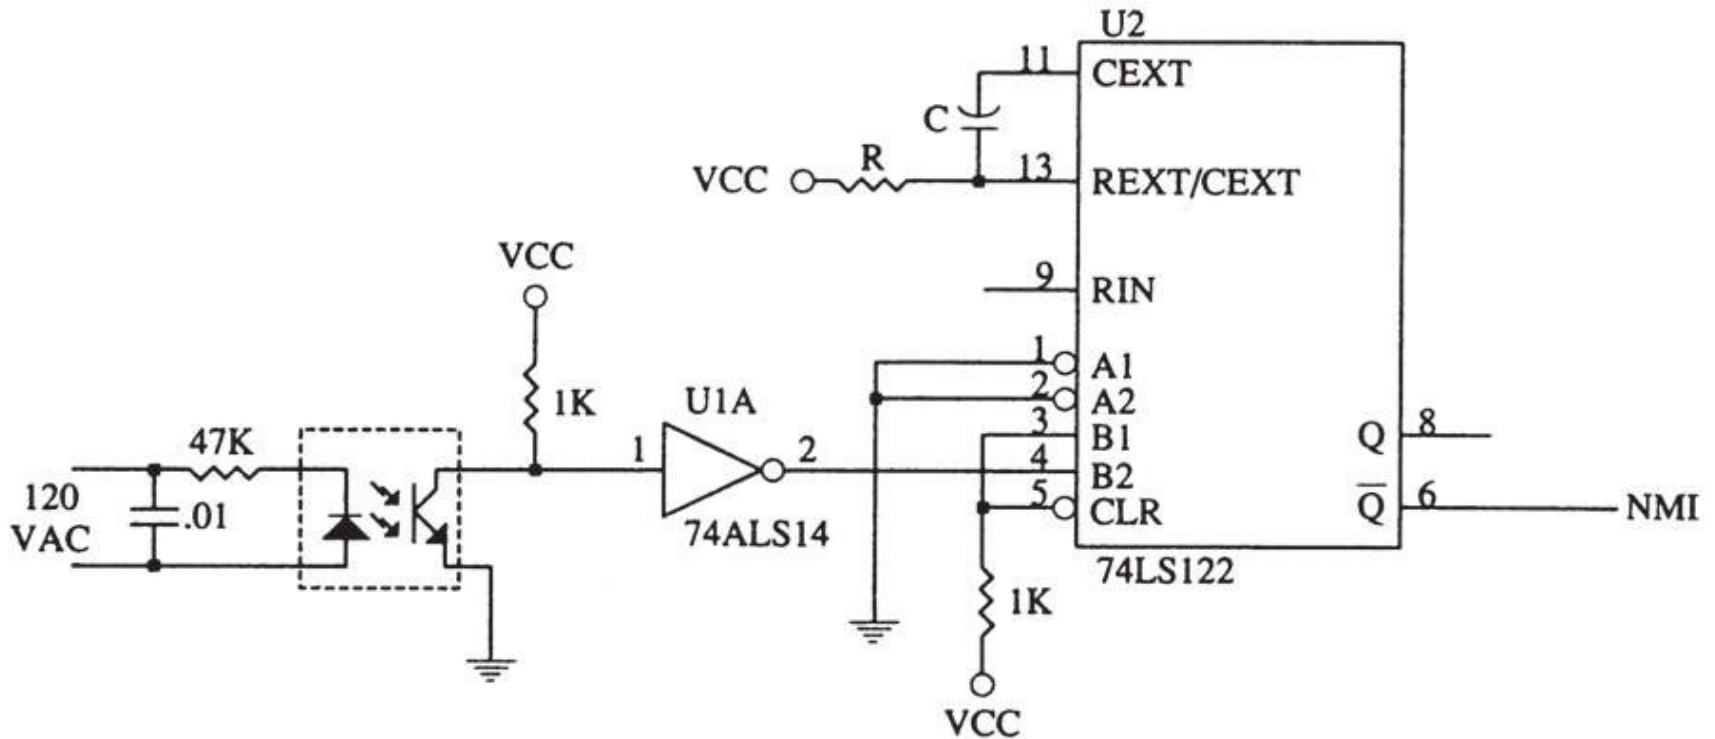 U2
11
CEXT
C
VCC
R
13
REXT/CEXT
VCC
9
RIN
1K
U1A
1
A1
2
A2
3
B1
Q
8
47K
1
2
4
B2
120
VAC
.01
74ALS14
5
CLR
Q
6
NMI
74LS122
1K
VCC